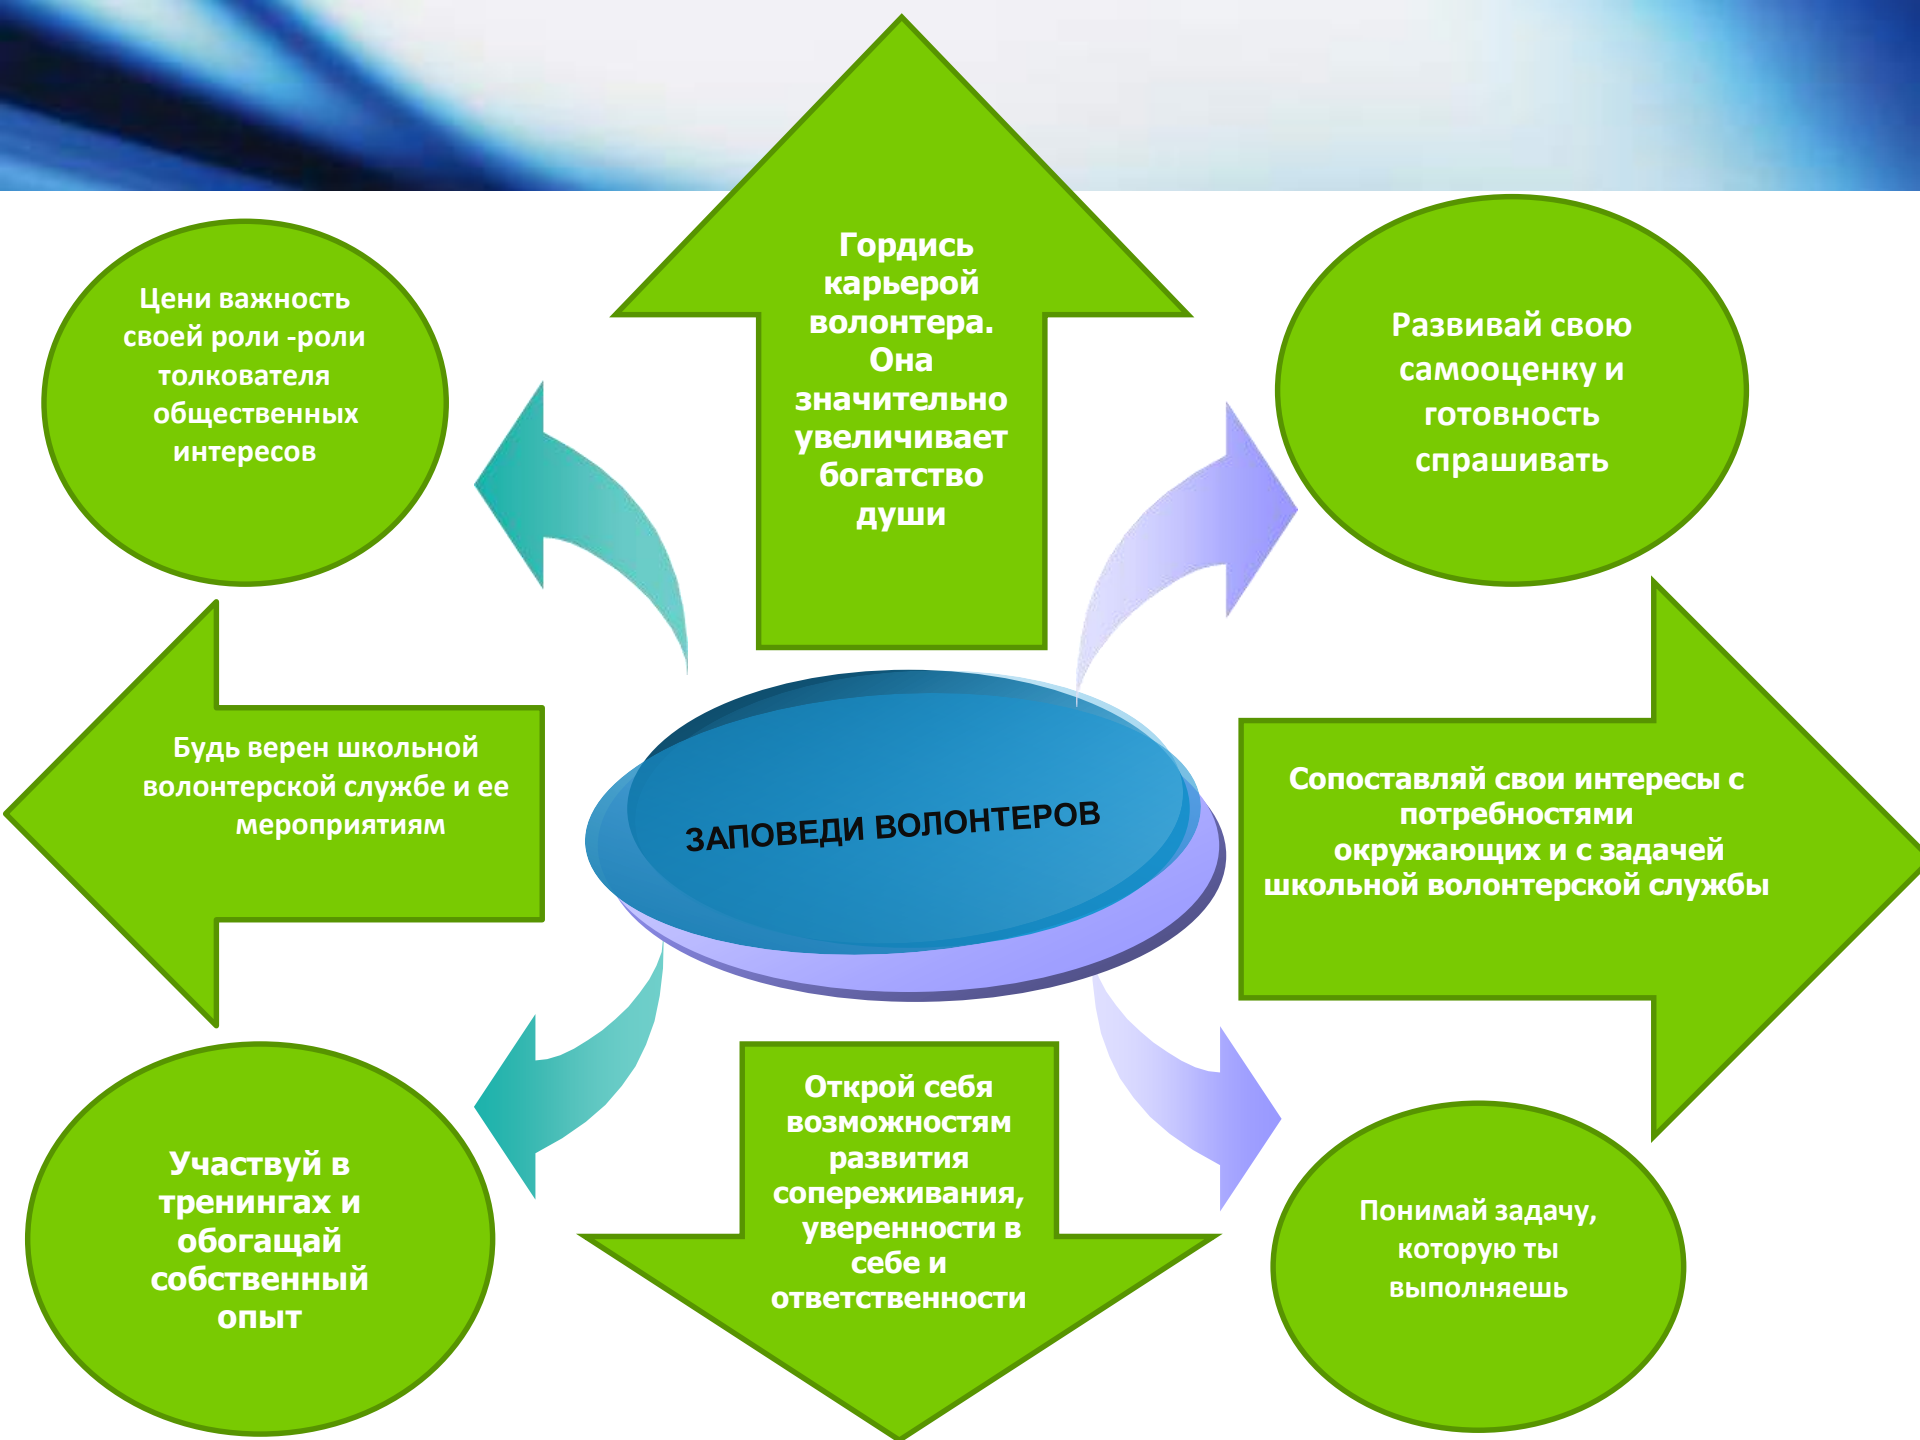 Гордись
карьерой
волонтера.
Она
значительно
увеличивает
богатство
души
Цени важность
своей роли -роли
толкователя
общественных
интересов
Развивай свою
самооценку и
готовность
спрашивать
Будь верен школьной
волонтерской службе и ее
мероприятиям
ЗАПОВЕДИ ВОЛОНТЕРОВ
Сопоставляй свои интересы с
потребностями
окружающих и с задачей
школьной волонтерской службы
Участвуй в
тренингах и
обогащай
собственный
опыт
Открой себя
возможностям
развития
сопереживания,
уверенности в
себе и
ответственности
Понимай задачу,
которую ты
выполняешь